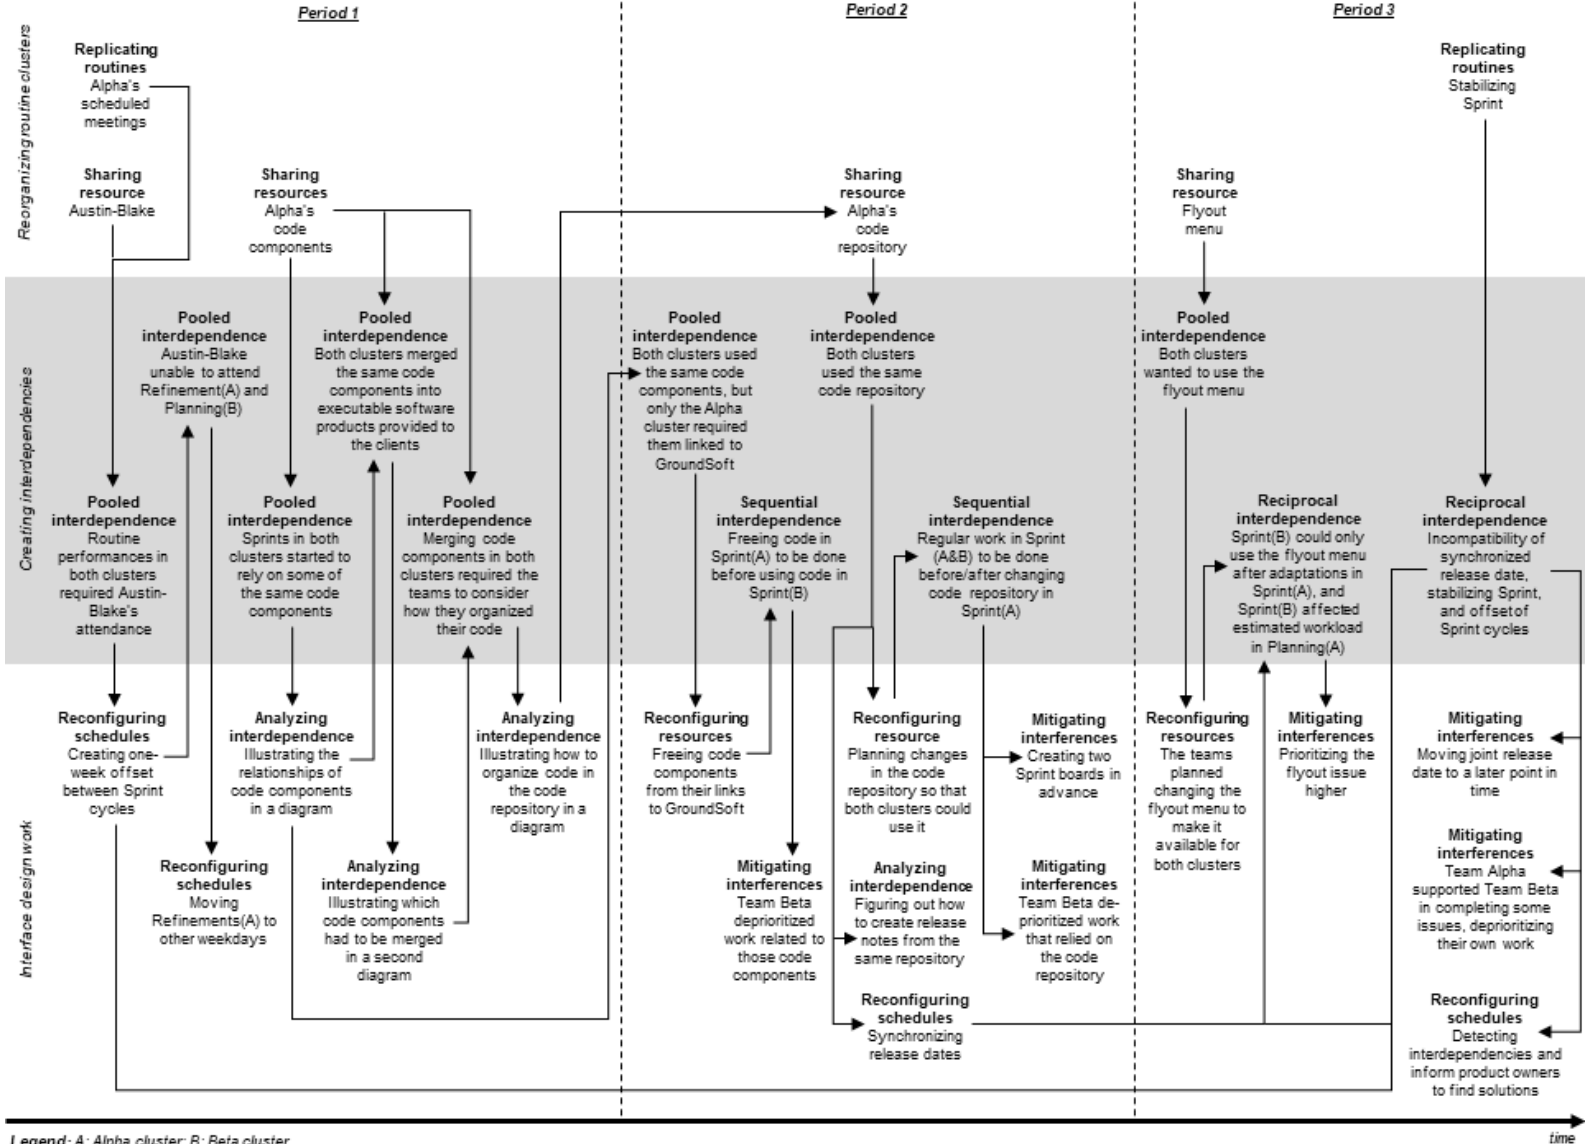 Period 1
Period 2
Period 3
Reorganizing routine clusters
Replicating
routines
Alpha's
scheduled
meetings
Sharing
resource
Austin-Blake
Sharing
resources
Alpha's
code
components
Sharing
resource
Alpha's
code
repository
Sharing
resource
Flyout
menu
Replicating
routines
Stabilizing
Sprint
Creating interdependencies
Pooled
interdependence
Austin-Blake
unable to attend
Refinement(A) and
Planning(B)
Pooled
interdependence
Both clusters merged
the same code
components into
executable software
products provided to
the clients
Pooled
interdependence
Both clusters used
the same code
components, but
only the Alpha
cluster required
them linked to
GroundSoft
Pooled
interdependence
Both clusters
used the same
code repository
Pooled
interdependence
Both clusters
wanted to use the
flyout menu
Pooled
interdependence
Routine
performances in
both clusters
required Austin-
Blake's
attendance
Pooled
interdependence
Sprints in both
clusters started to
rely on some of
the same code
components
Pooled
interdependence
Merging code
components in both
clusters required the
teams to consider
how they organized
their code
Sequential
interdependence
Freeing code in
Sprint(A) to be done
before using code in
Sprint(B)
Sequential
interdependence
Regular work in Sprint
(A&B) to be done
before/after changing
code repository in
Sprint(A)
Reciprocal
interdependence
Sprint(B) could only
use the flyout menu
after adaptations in
Sprint(A), and
Sprint(B) affected
estimated workload
in Planning(A)
Reciprocal
interdependence
Incompatibility of
synchronized
release date,
stabilizing Sprint,
and offset of
Sprint cycles
Interface design work
Reconfiguring
schedules
Creating one-
week offset
between Sprint
cycles
Analyzing
interdependence
Illustrating the
relationships of
code components
in a diagram
Analyzing
interdependence
Illustrating how to
organize code in
the code
repository in a
diagram
Reconfiguring
resources
Freeing code
components
from their links
to GroundSoft
Reconfiguring
resource
Planning changes
in the code
repository so that
both clusters could
use it
Mitigating
interferences
Creating two
Sprint boards in
advance
Reconfiguring
resources
The teams
planned
changing the
flyout menu to
make it
available for
both clusters
Mitigating
interferences
Prioritizing the
flyout issue
higher
Mitigating
interferences
Moving joint release
date to a later point in
time
Reconfiguring
schedules
Moving
Refinements(A) to
other weekdays
Analyzing
interdependence
Illustrating which
code components
had to be merged
in a second
diagram
Mitigating
interferences
Team Beta
deprioritized
work related to
those code
components
Analyzing
interdependence
Figuring out how
to create release
notes from the
same repository
Mitigating
interferences
Team Beta de-
prioritized work
that relied on
the code
repository
Mitigating
interferences
Team Alpha
supported Team Beta
in completing some
issues, deprioritizing
their own work
Reconfiguring
schedules
Synchronizing
release dates
Reconfiguring
schedules
Detecting
interdependencies and
inform product owners
to find solutions
time
Legend: A: Alpha cluster; B: Beta cluster